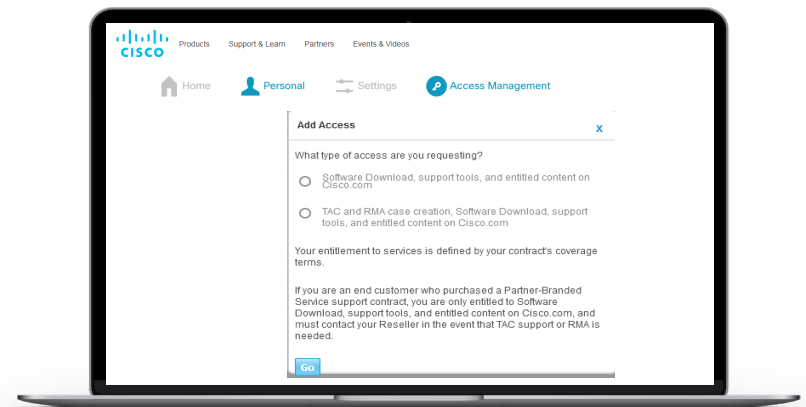 CISCO
Products Support & Learn Partners Events & Videos
Home Personal Settings Access Management
Add Access x
What type of access are you requesting?
Software Download, support tools, and entitled content on
Cisco.com
TAC and RMA case creation, Software Download, support
tools, and entitled content on Cisco.com
Your entitlement to services is defined by your contract's coverage
terms.
If you are an end customer who purchased a Partner-Branded
Service support contract, you are only entitled to Software
Download, support tools, and entitled content on Cisco.com, and
must contact your Reseller in the event that TAC support or RMA is
needed.
Go